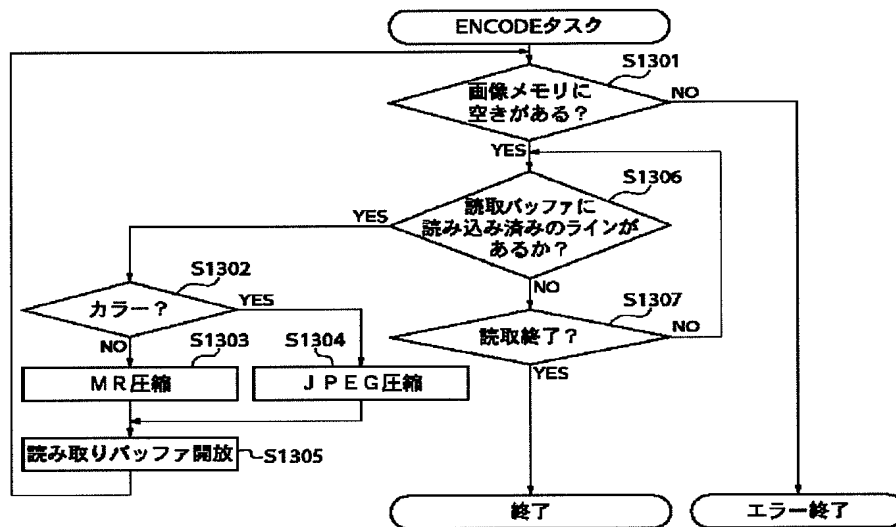 ENCODEタスク
S1301
画像メモリに
空きがある？
NO
YES
S1306
読取バッファに
読み込み済みのラインが
あるか？
YES
NO
S1302
カラー？
YES
NO
S1307
読取終了？
NO
YES
S1303
MR圧縮
S1304
JPEG圧縮
読み取りバッファ開放
S1305
終了
エラー終了